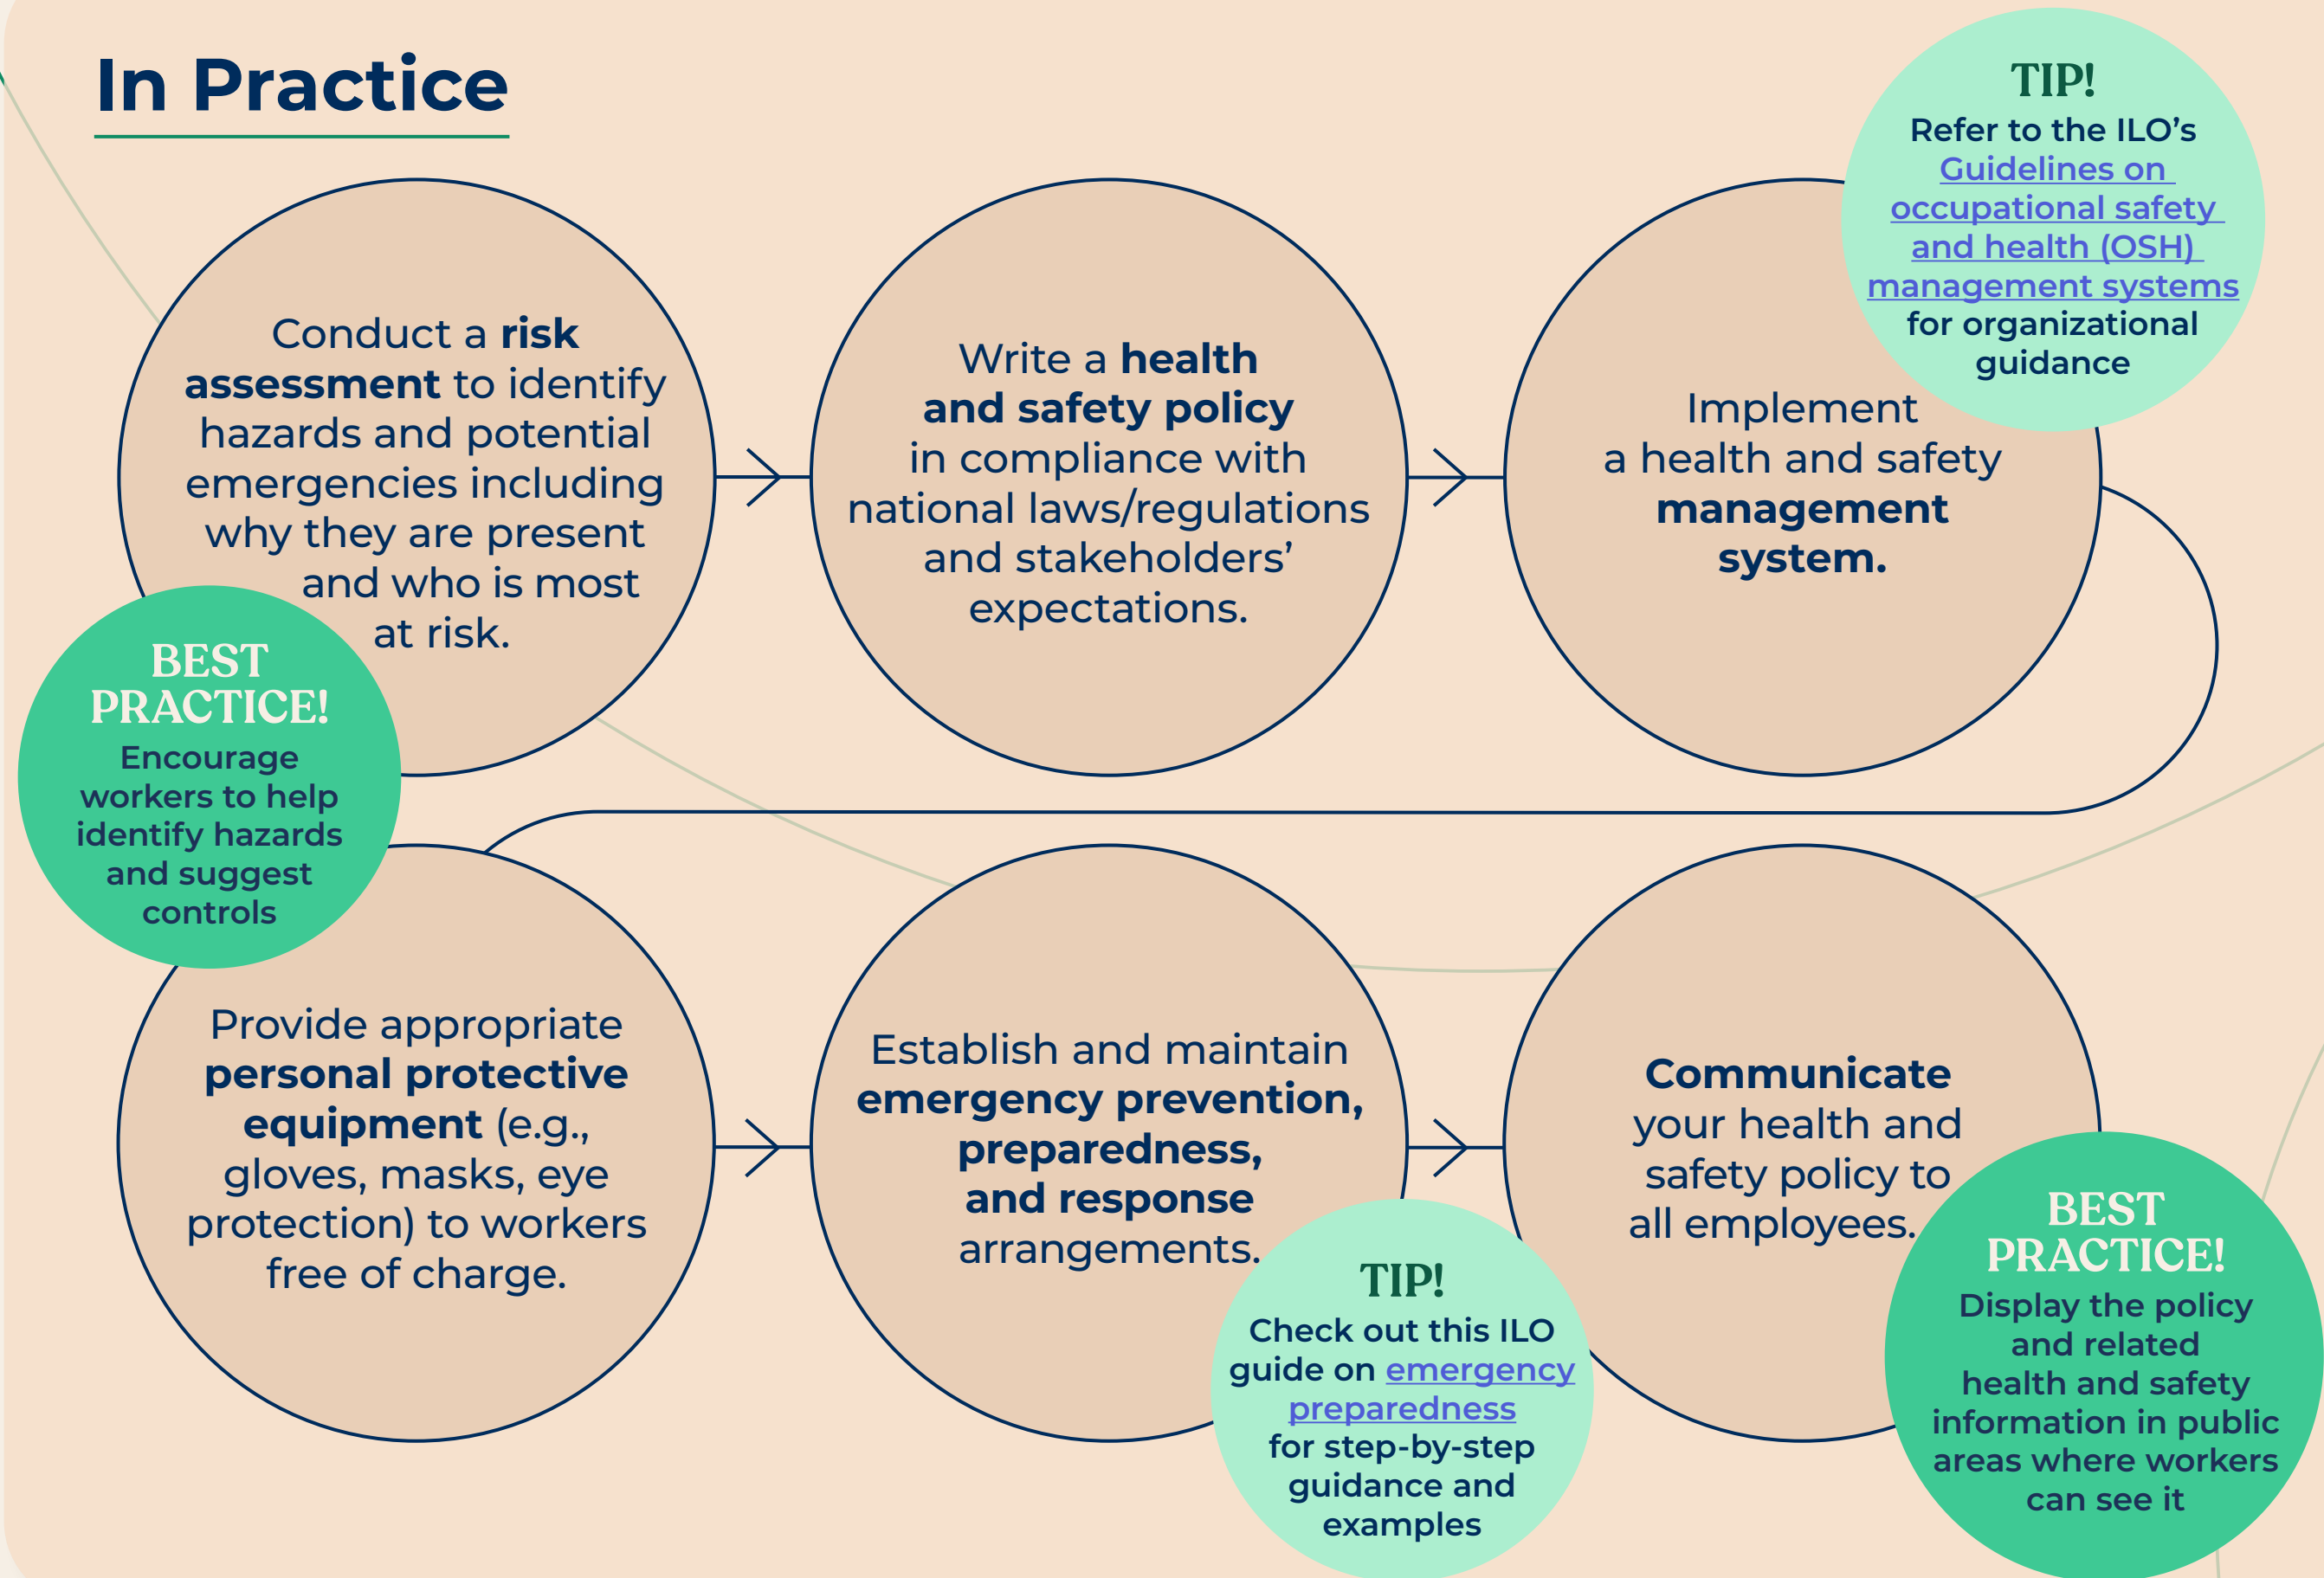 In Practice
Conduct a risk
assessment to identify
hazards and potential
emergencies including
why they are present
and who is most
at risk.
BEST
PRACTICE!
Encourage
workers to help
identify hazards
and suggest
controls
Write a health
and safety policy
in compliance with
national laws/regulations
and stakeholders’
expectations.
Implement
a health and safety
management
system.
TIP!
Refer to the ILO’s
Guidelines on
occupational safety
and health (OSH)
management systems
for organizational
guidance
Provide appropriate
personal protective
equipment (e.g.,
gloves, masks, eye
protection) to workers
free of charge.
Establish and maintain
emergency prevention,
preparedness,
and response
arrangements.
TIP!
Check out this ILO
guide on emergency
preparedness
for step-by-step
guidance and
examples
Communicate
your health and
safety policy to
all employees.
BEST
PRACTICE!
Display the policy
and related
health and safety
information in public
areas where workers
can see it